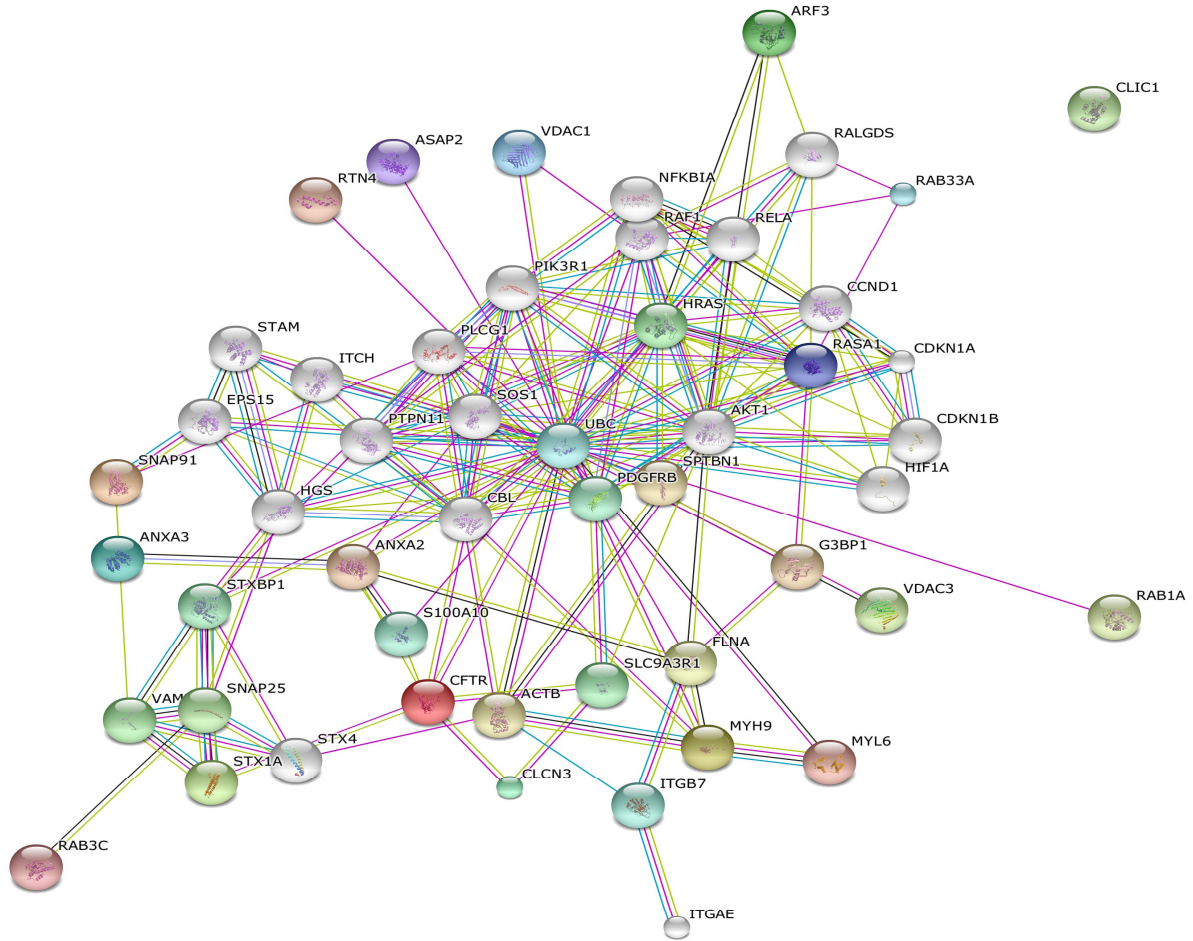 ARF3
CLIC1
ASAP2
VDAC1
RALGDS
RTN4
NFKBIA
RAB33A
RAF1
RELA
PIK3R1
CCND1
HRAS
STAM
PLCG1
ITCH
RASA1
CDKN1A
EPS15
SOS1
PTPN11
UBC
AKT1
CDKN1B
SNAP91
SPTBN1
HIF1A
HGS
CBL
PDGFRB
ANXA3
ANXA2
G3BP1
STXBP1
VDAC3
RAB1A
S100A10
FLNA
SLC9A3R1
CFTR
ACTB
VAM
SNAP25
STX4
MYH9
MYL6
STX1A
CLCN3
ITGB7
RAB3C
ITGAE